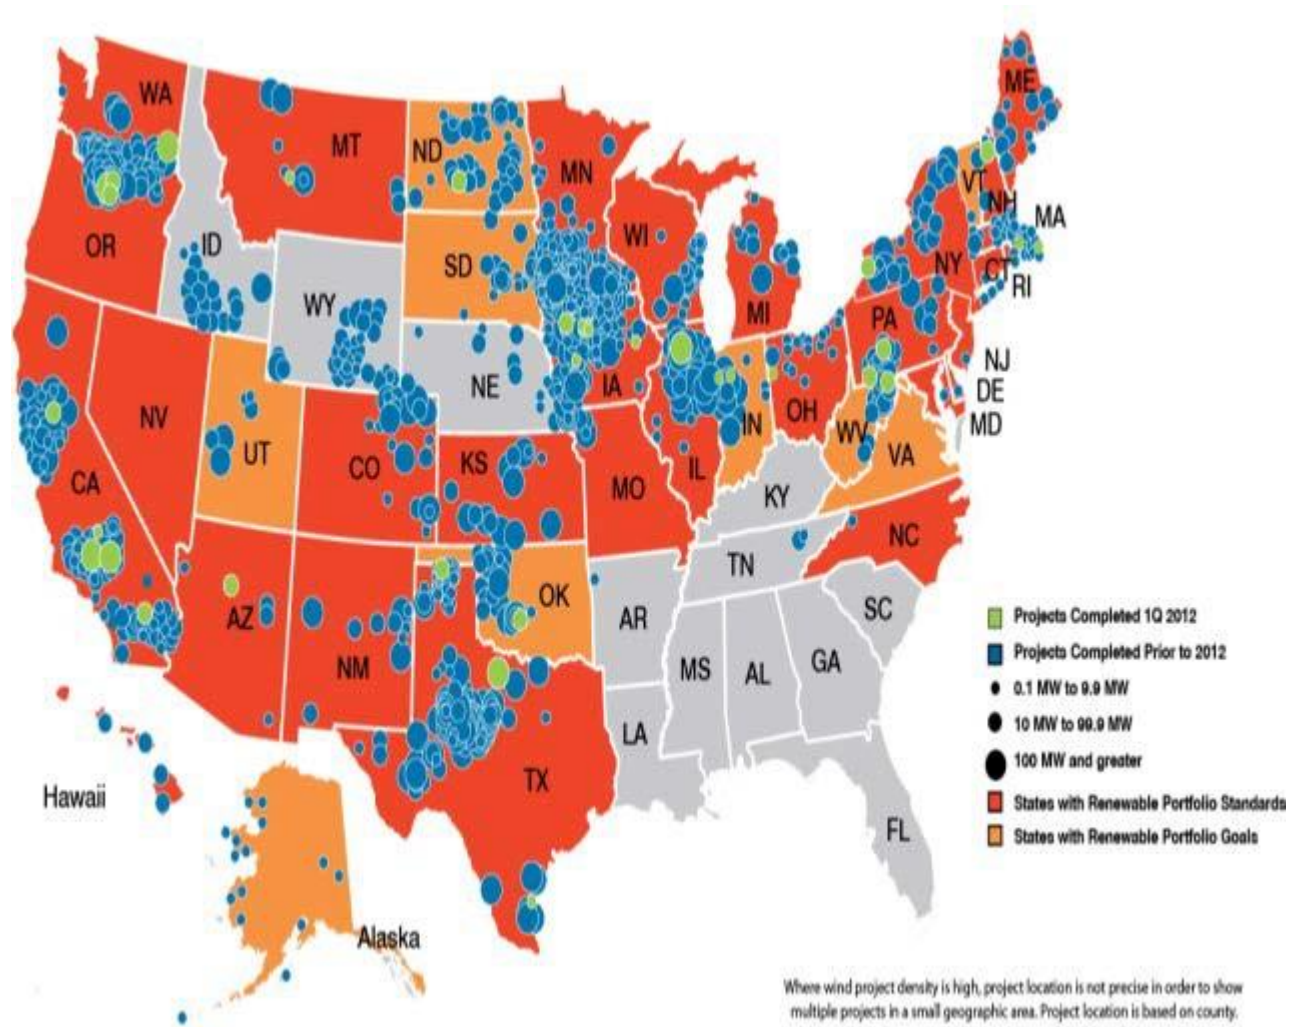 WA
MT
ND
MN
ME
VT
NH
MA
OR
ID
SD
WI
NY
CT
RI
WY
MI
PA
NJ
NE
IA
DE
NV
OH
MD
IN
UT
CO
KS
WV
VA
IL
CA
MO
KY
NC
TN
AZ
OK
AR
SC
NM
MS
AL
GA
LA
TX
FL
Hawaii
Alaska
Projects Completed 1Q 2012
Projects Completed Prior to 2012
0.1 MW to 9.9 MW
10 MW to 99.9 MW
100 MW and greater
States with Renewable Portfolio Standards
States with Renewable Portfolio Goals
Where wind project density is high, project location is not precise in order to show
multiple projects in a small geographic area. Project location is based on county.